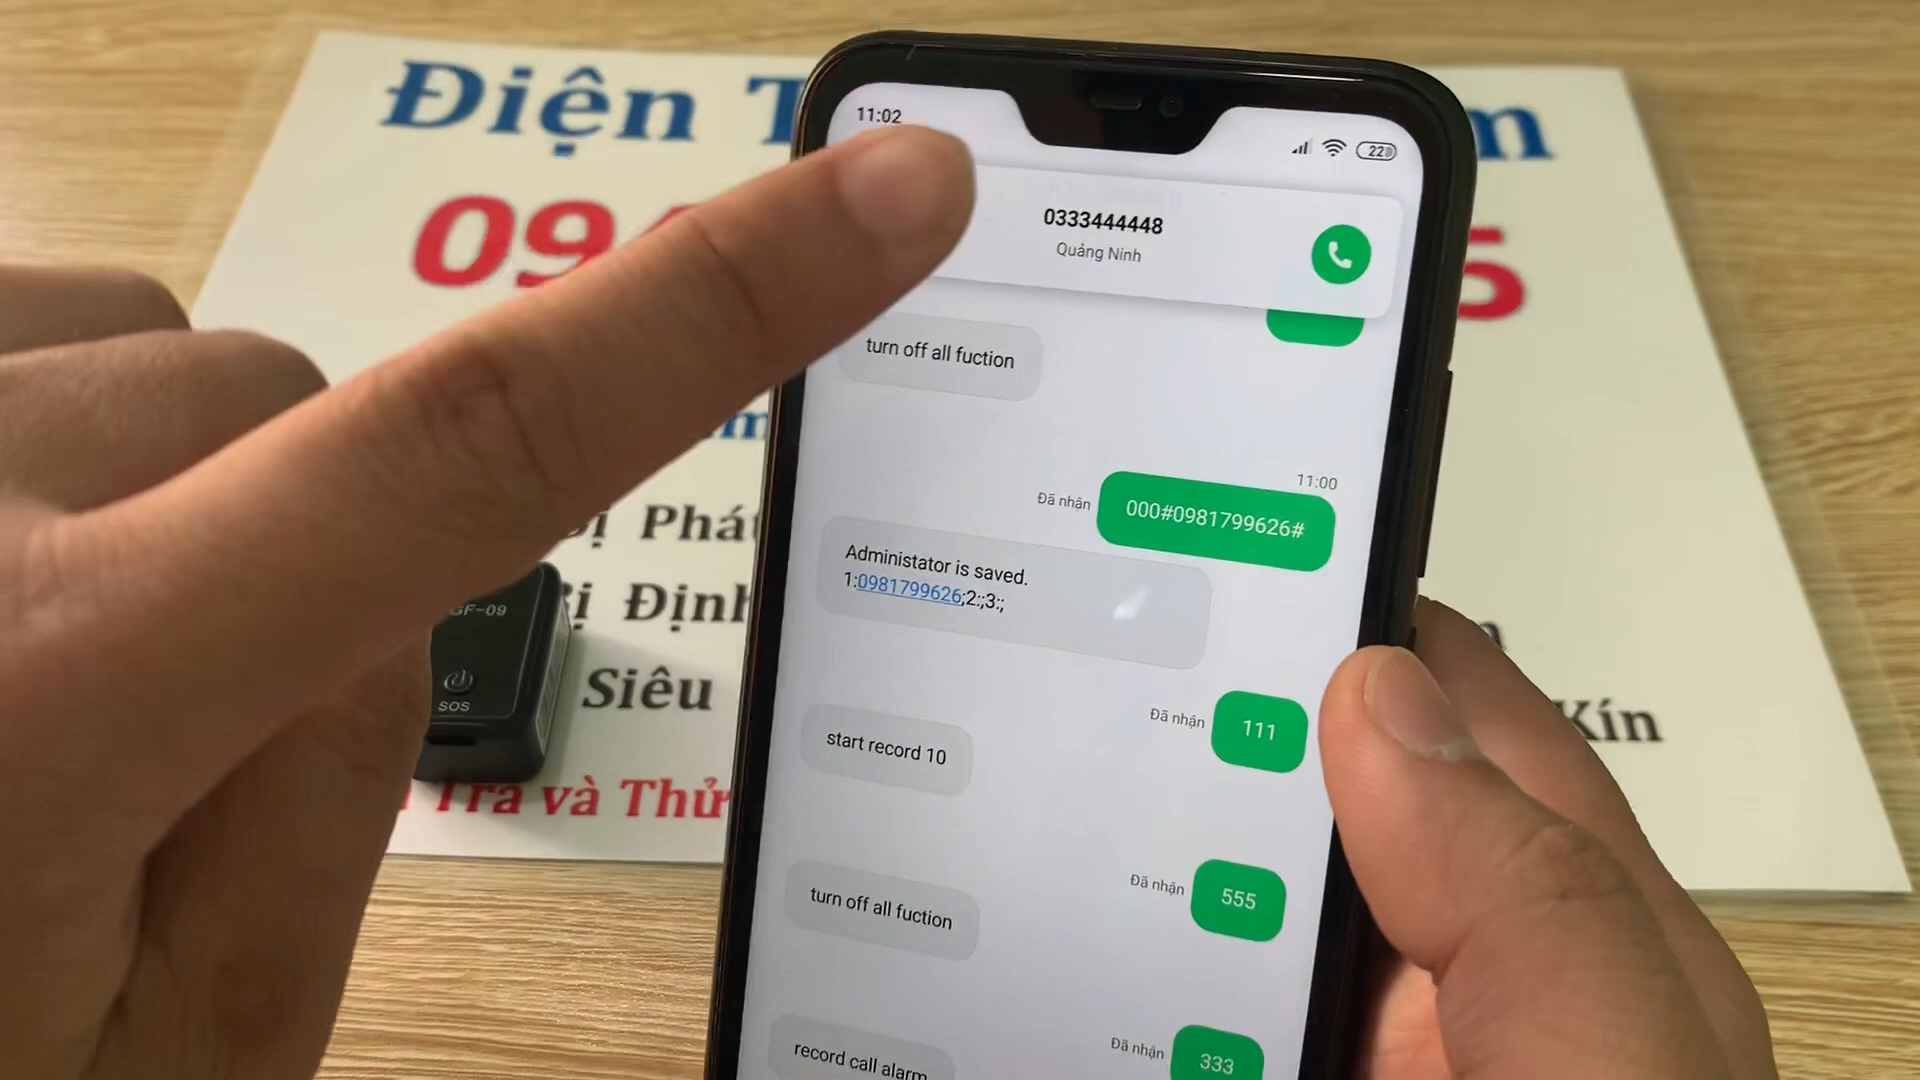 Điện
m
11:02
22
0333444448
Quảng Ninh
turn off all fuction
11:00
Đã nhận
000#0981799626#
Administator is saved.
1:0981799626;2:;3:;
Đã nhận
111
start record 10
Đã nhận
555
turn off all fuction
Đã nhận
333
record call alarm
09
5
Phát
Định
Siêu
Kín
Tra và Thử
GF-09
SOS